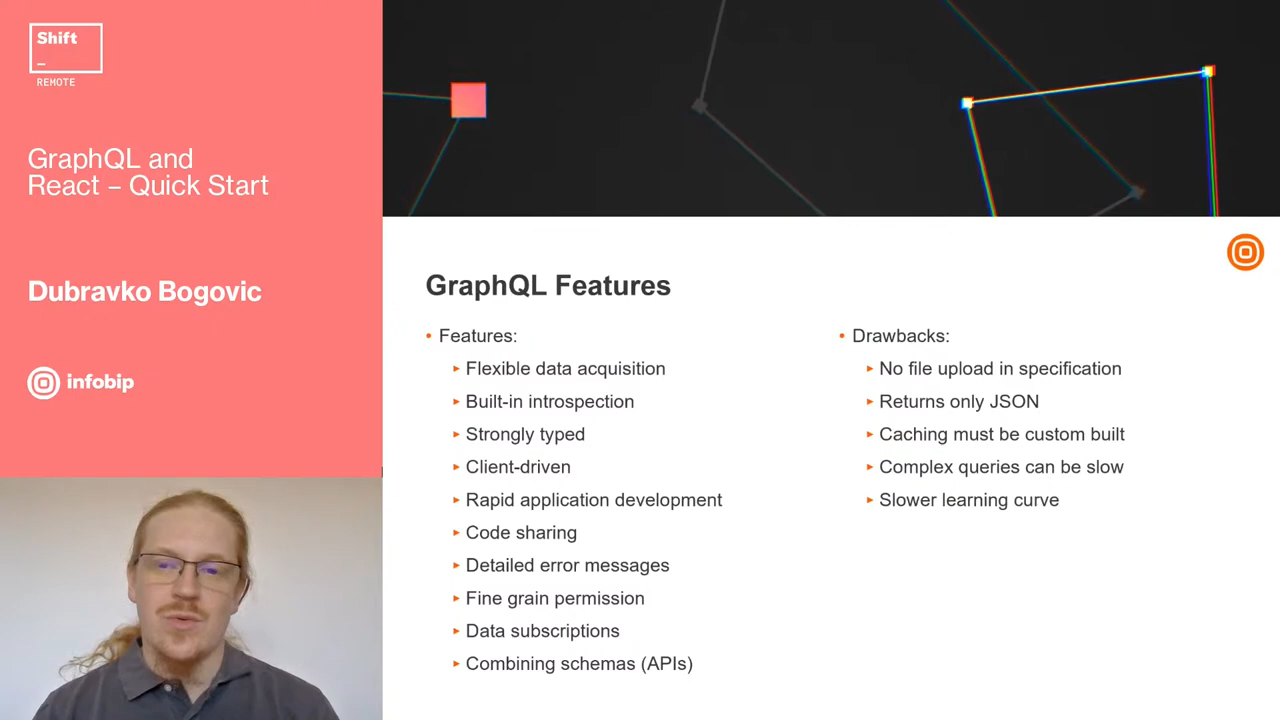 Shift
_
REMOTE
GraphQL and
React – Quick Start
Dubravko Bogovic
infobip
GraphQL Features
• Features:
▸ Flexible data acquisition
▸ Built-in introspection
▸ Strongly typed
▸ Client-driven
▸ Rapid application development
▸ Code sharing
▸ Detailed error messages
▸ Fine grain permission
▸ Data subscriptions
▸ Combining schemas (APIs)
• Drawbacks:
▸ No file upload in specification
▸ Returns only JSON
▸ Caching must be custom built
▸ Complex queries can be slow
▸ Slower learning curve